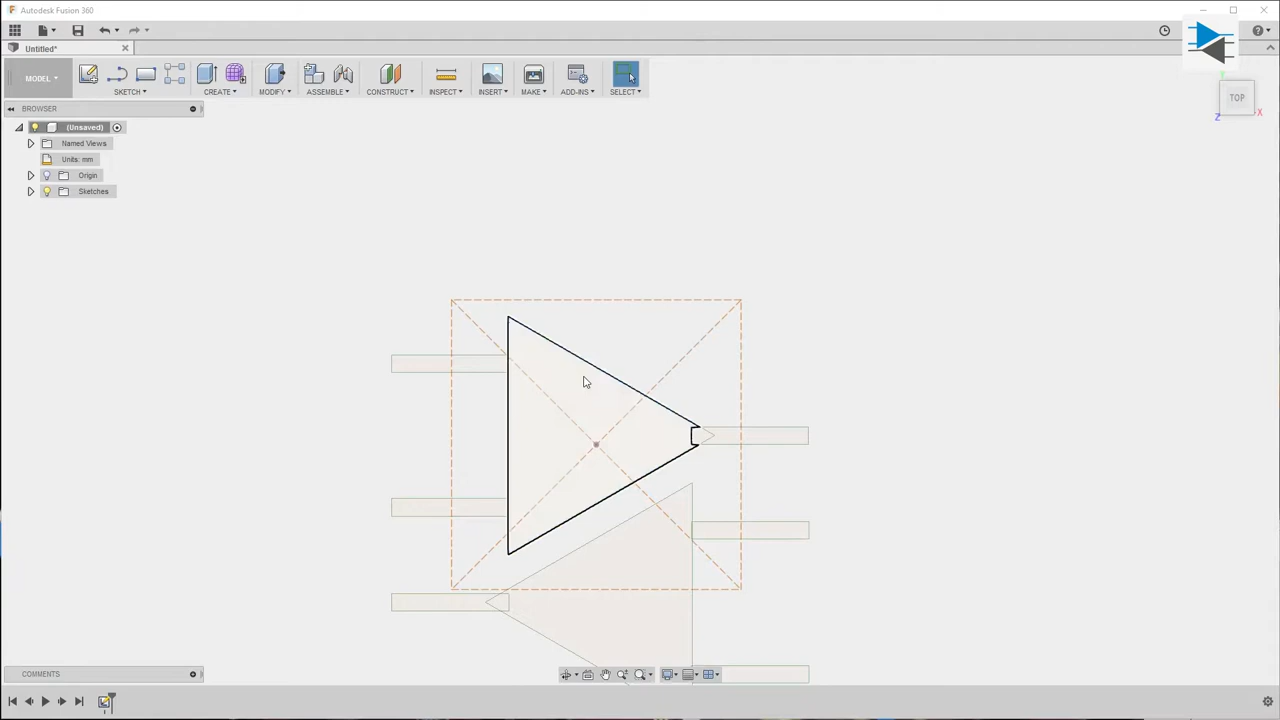 Autodesk Fusion 360
Untitled*
MODEL
SKETCH
CREATE
MODIFY
ASSEMBLE
CONSTRUCT
INSPECT
INSERT
MAKE
ADD-INS
SELECT
BROWSER
TOP
X
Z
(Unsaved)
Named Views
Units: mm
Origin
Sketches
COMMENTS